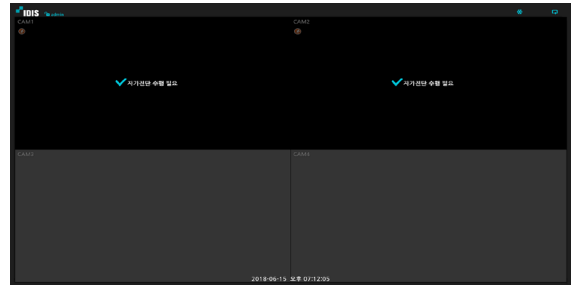 IDIS admin
CAM1
CAM2
자가진단 수행 필요
자가진단 수행 필요
CAM3
CAM4
2018-06-15 오후 07:12:05